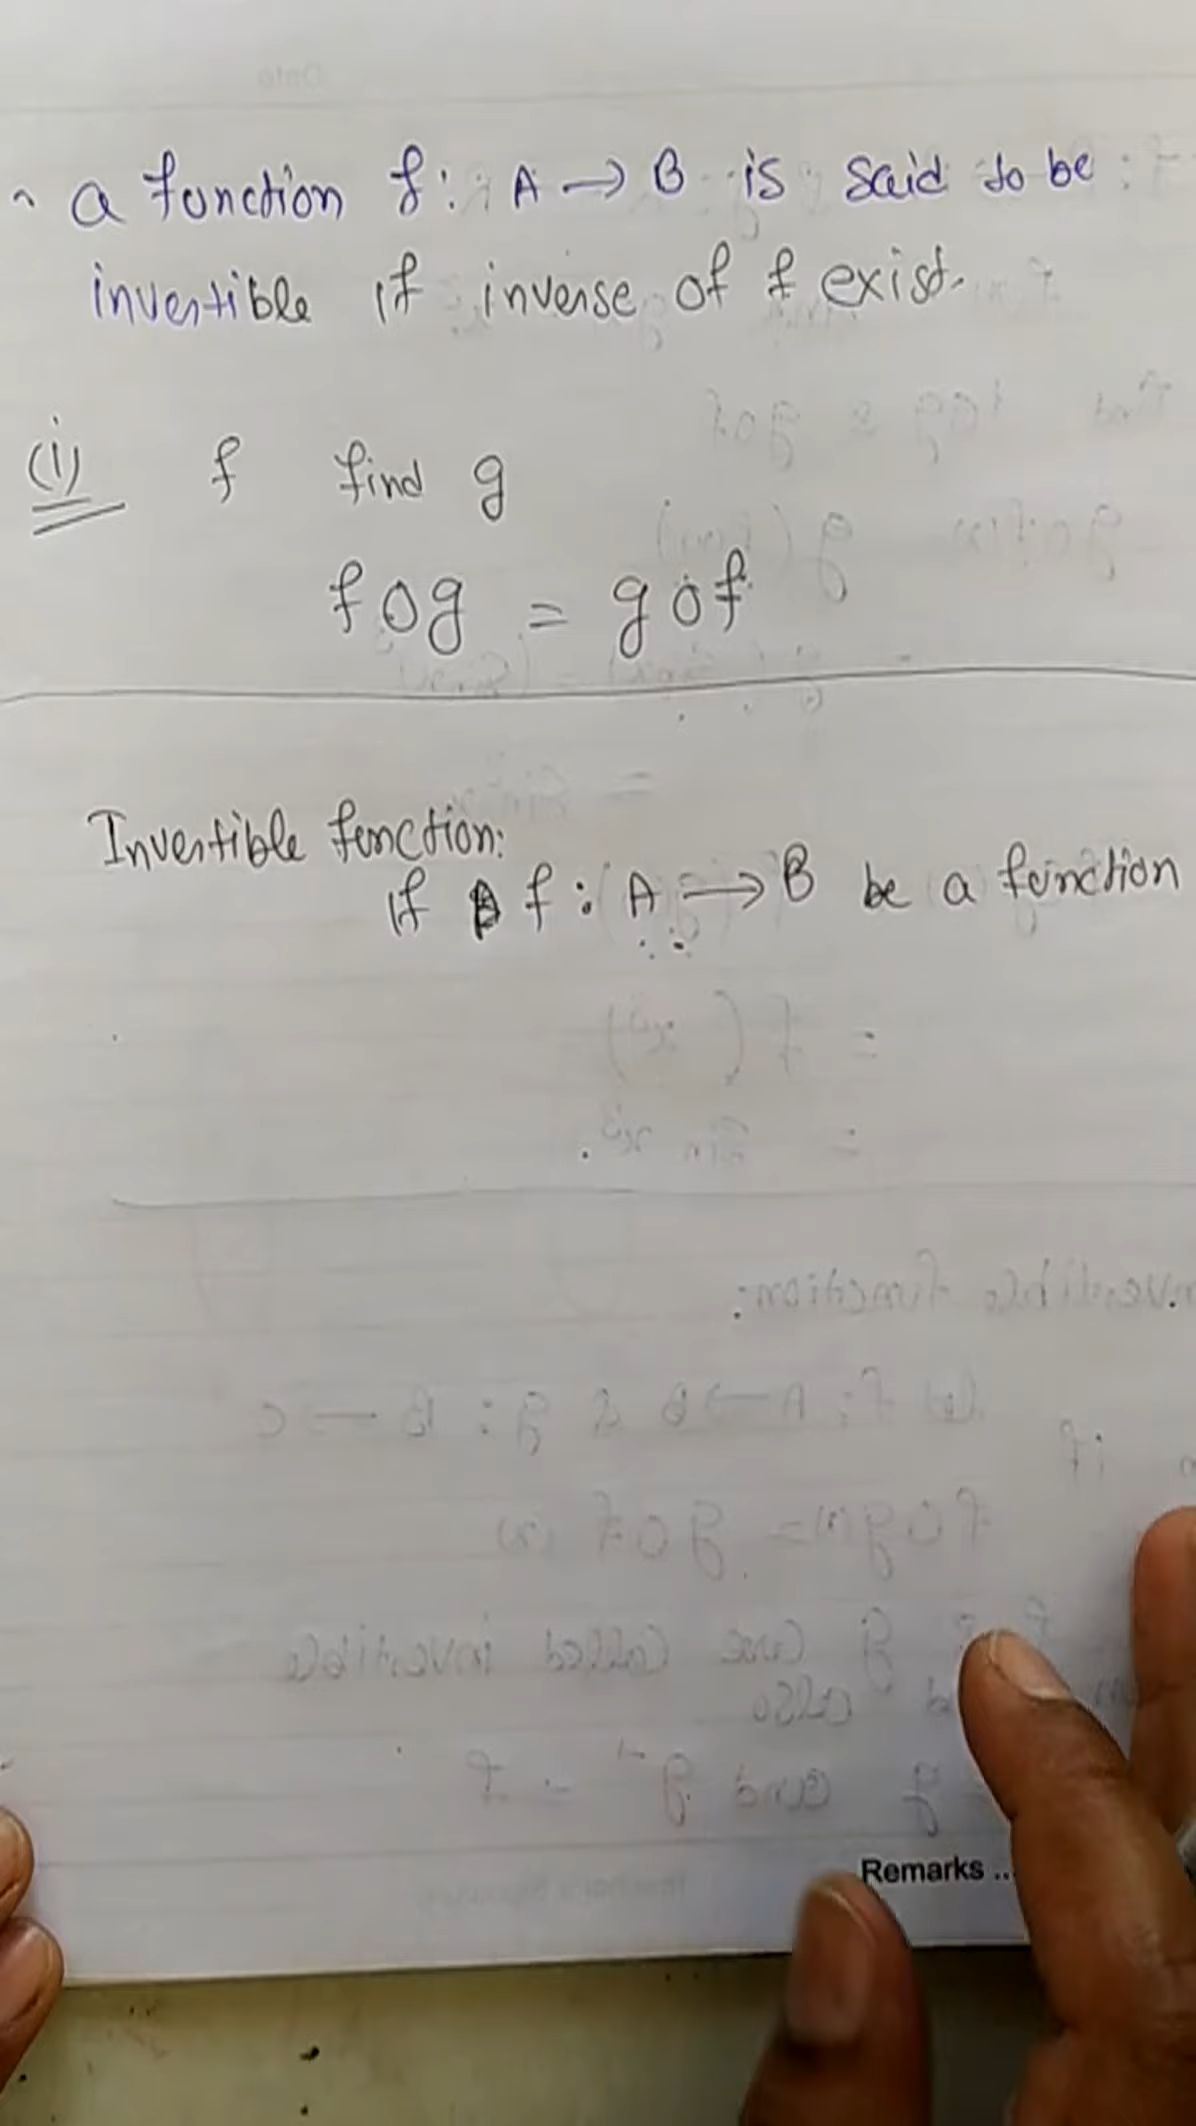 a function f: A → B is said to be
invertible if inverse of f exist.
(i) f find g
fog = gof
Invertible function:
If f : A → B be a function
Remarks ..